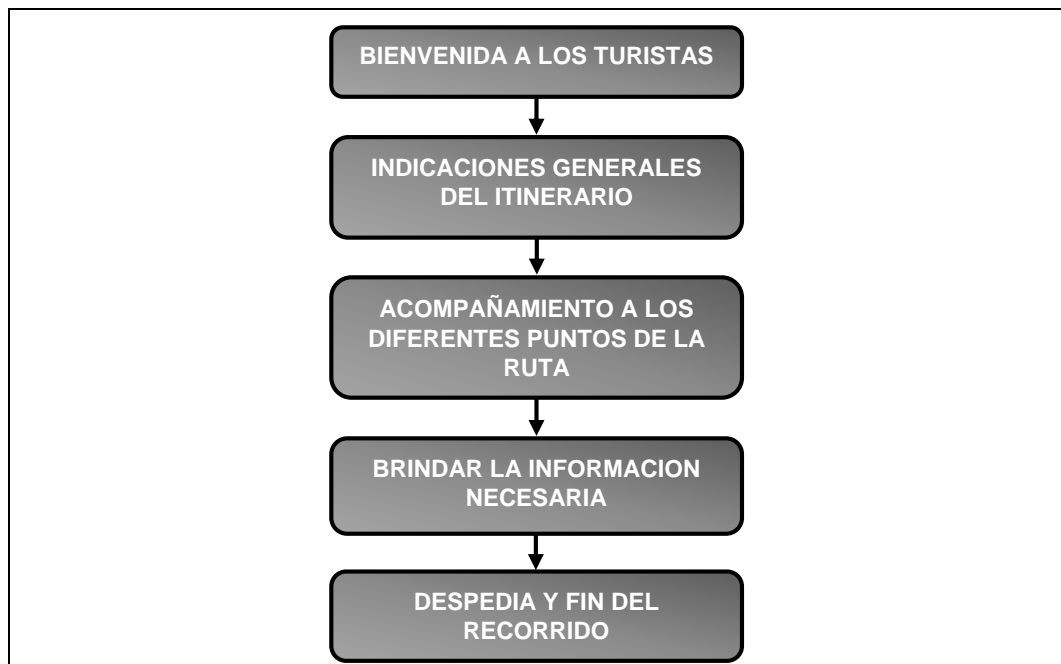 BIENVENIDA A LOS TURISTAS
INDICACIONES GENERALES
DEL ITINERARIO
ACOMPAÑAMIENTO A LOS
DIFERENTES PUNTOS DE LA
RUTA
BRINDAR LA INFORMACION
NECESARIA
DESPEDIA Y FIN DEL
RECORRIDO